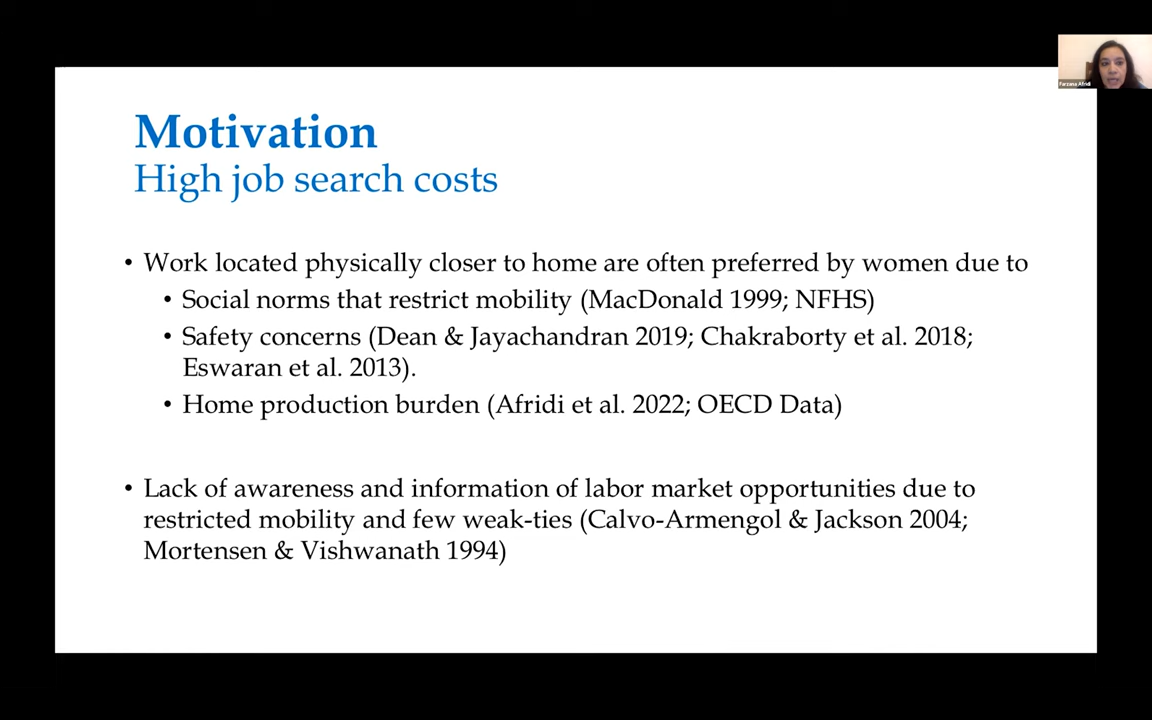 Farzana Afridi
Motivation
High job search costs
• Work located physically closer to home are often preferred by women due to
• Social norms that restrict mobility (MacDonald 1999; NFHS)
• Safety concerns (Dean & Jayachandran 2019; Chakraborty et al. 2018;
Eswaran et al. 2013).
• Home production burden (Afridi et al. 2022; OECD Data)
• Lack of awareness and information of labor market opportunities due to
restricted mobility and few weak-ties (Calvo-Armengol & Jackson 2004;
Mortensen & Vishwanath 1994)